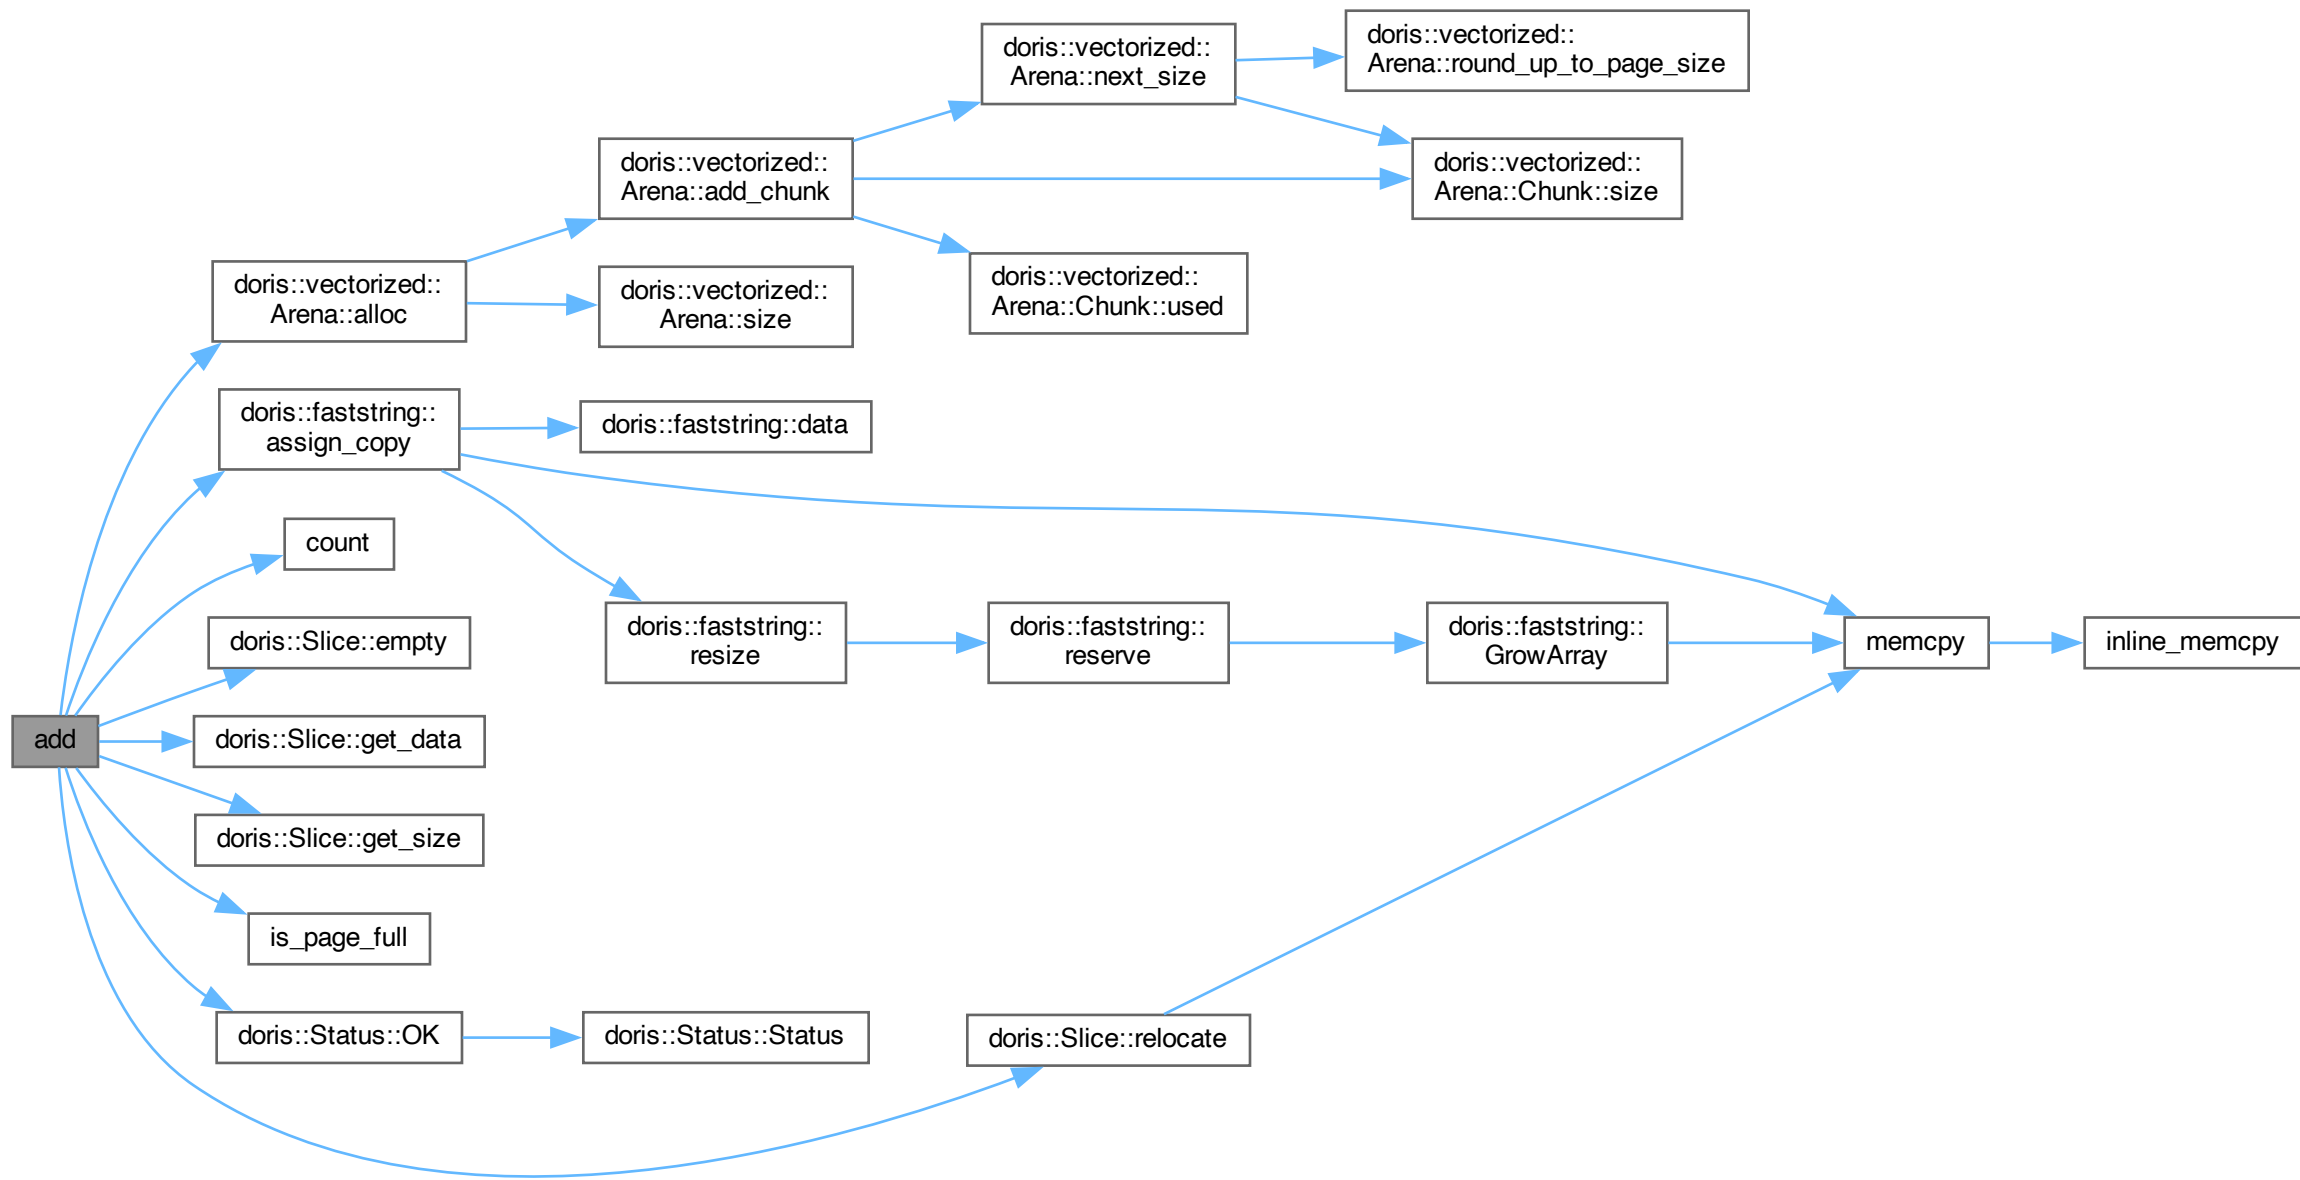 add
doris::vectorized::
Arena::alloc
doris::vectorized::
Arena::add_chunk
doris::vectorized::
Arena::next_size
doris::vectorized::
Arena::round_up_to_page_size
doris::vectorized::
Arena::Chunk::size
doris::vectorized::
Arena::Chunk::used
doris::vectorized::
Arena::size
doris::faststring::
assign_copy
doris::faststring::data
doris::faststring::
resize
doris::faststring::
reserve
doris::faststring::
GrowArray
memcpy
inline_memcpy
count
doris::Slice::empty
doris::Slice::get_data
doris::Slice::get_size
is_page_full
doris::Status::OK
doris::Status::Status
doris::Slice::relocate